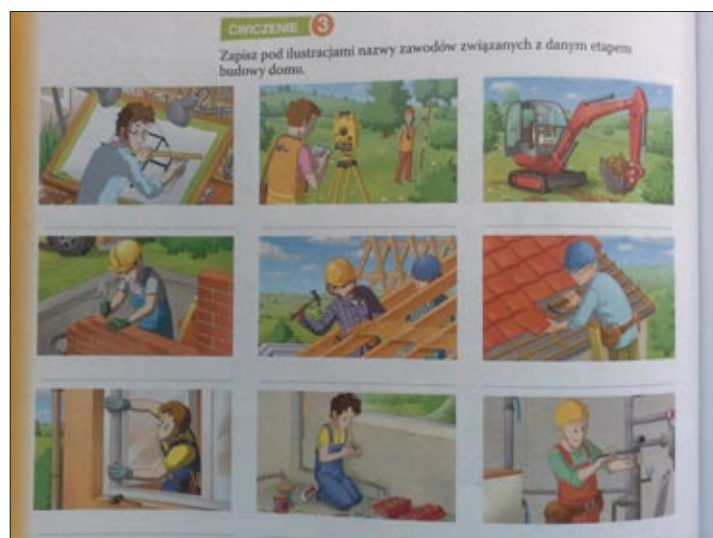 ĆWICZENIE 3
Zapisz pod ilustracjami nazwy zawodów związanych z danym etapem
budowy domu.